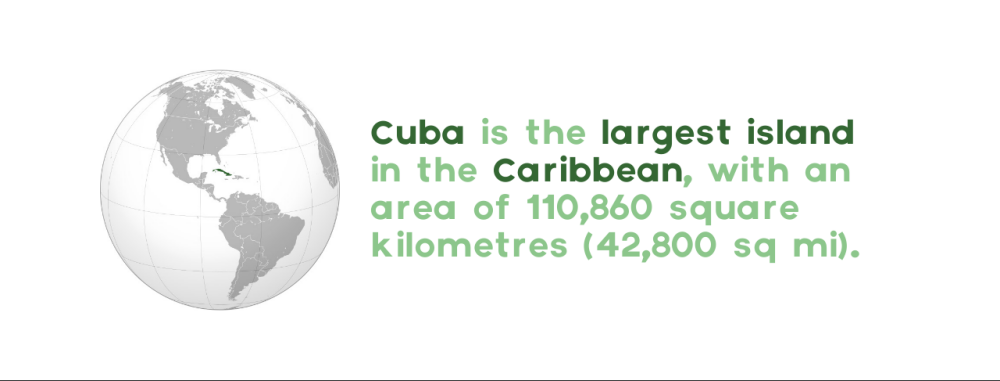 Cuba is the largest island
in the Caribbean, with an
area of 110,860 square
kilometres (42,800 sq mi).